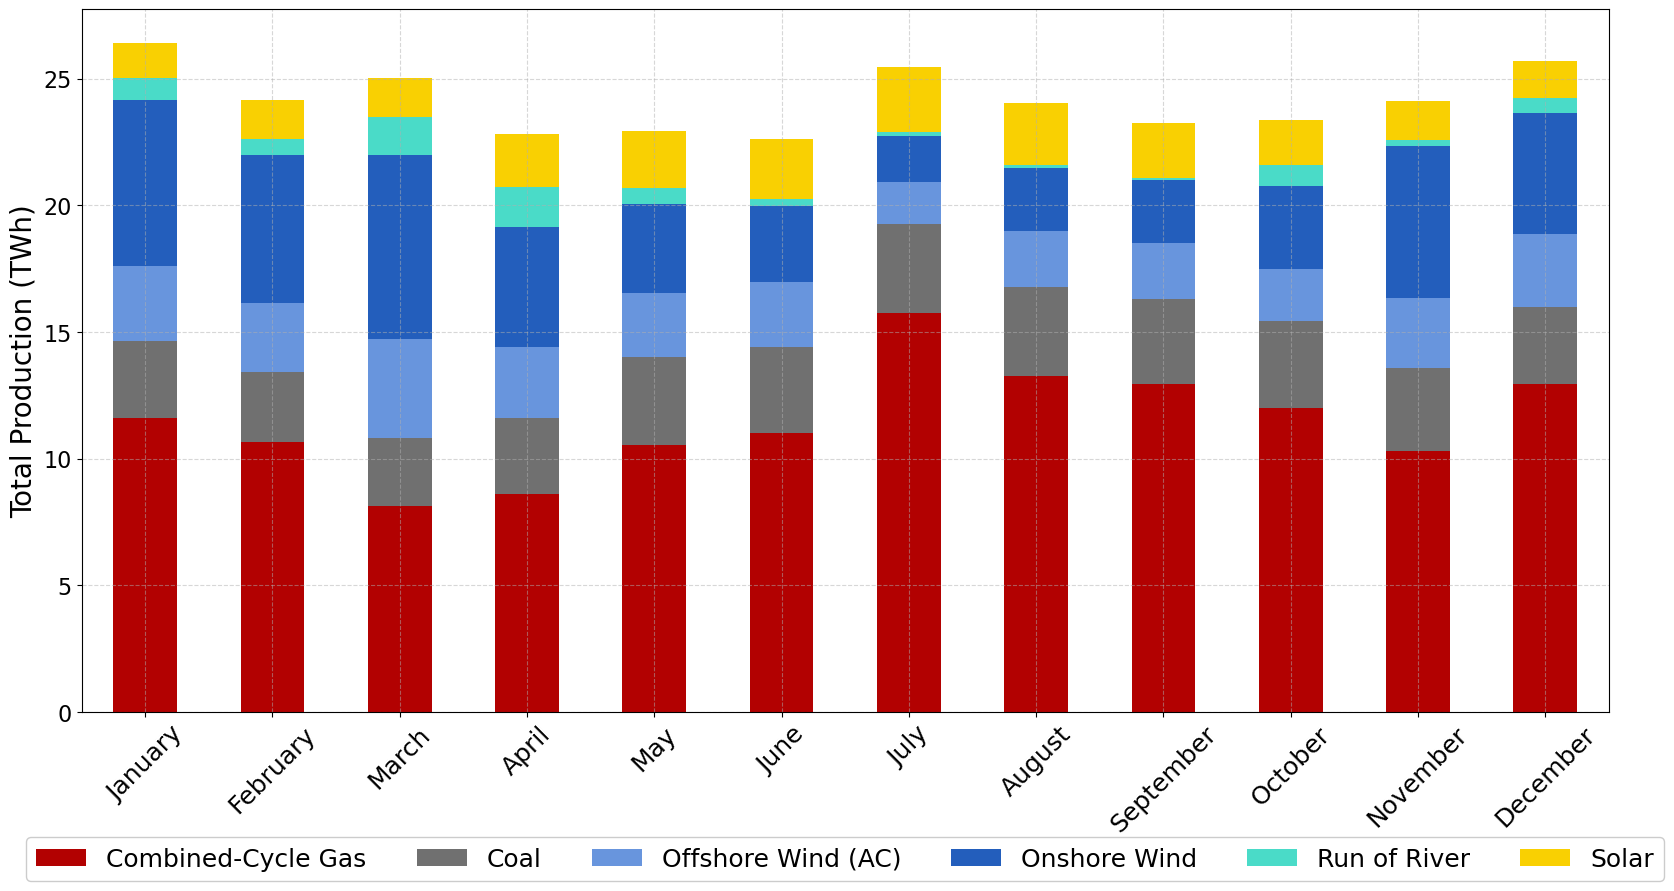 Total Production (TWh)
25
20
15
10
5
0
January February March April May June July August September October November December
Combined-Cycle Gas Coal Offshore Wind (AC) Onshore Wind Run of River Solar